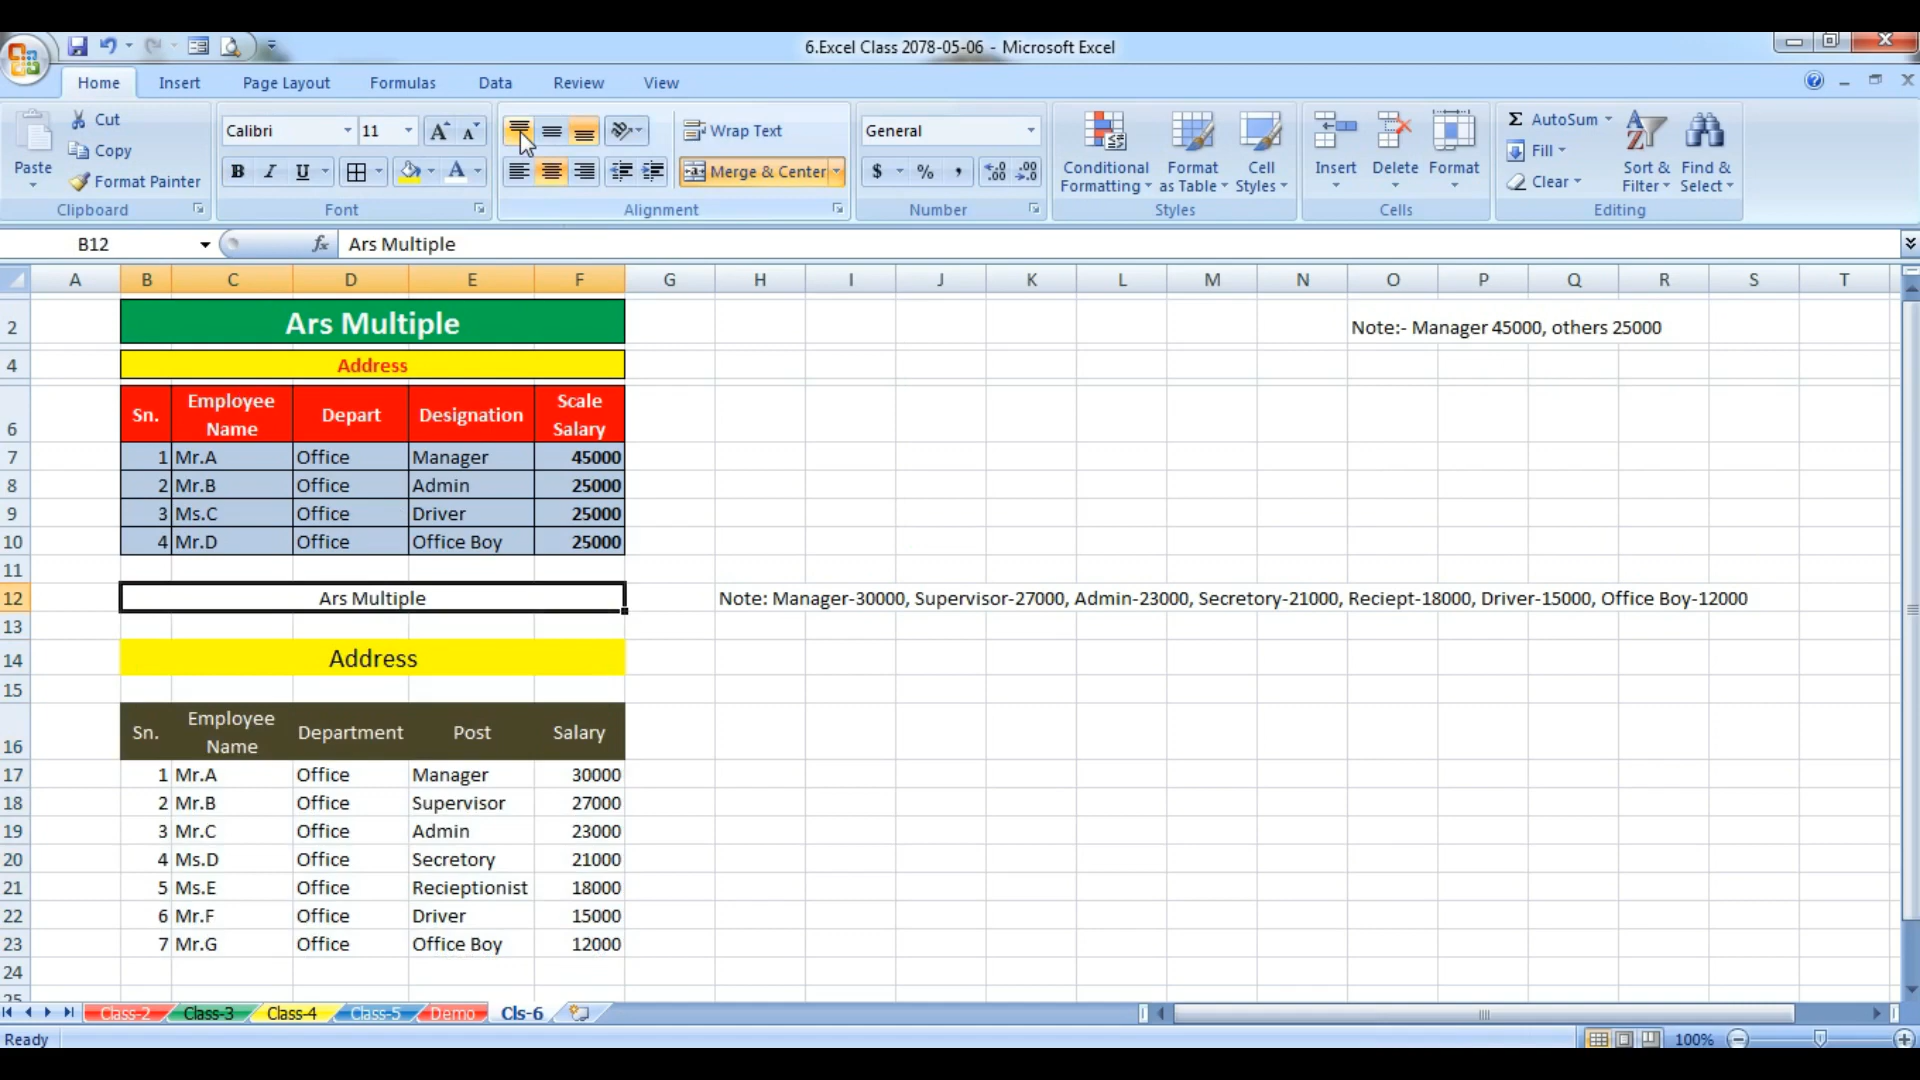 6.Excel Class 2078-05-06 - Microsoft Excel
Home Insert Page Layout Formulas Data Review View
Paste
Cut
Copy
Format Painter
Clipboard
Calibri 11
B I U
Font
Wrap Text
Merge & Center
Alignment
General
$ % ,
Number
Conditional Formatting
Format as Table
Cell Styles
Styles
Insert Delete Format
Cells
AutoSum
Fill
Clear
Sort & Filter
Find & Select
Editing
B12 fx Ars Multiple
A B C D E F G H I J K L M N O P Q R S T
2 Ars Multiple Note:- Manager 45000, others 25000
4 Address
6 Sn. Employee Name Depart Designation Scale Salary
7 1 Mr.A Office Manager 45000
8 2 Mr.B Office Admin 25000
9 3 Ms.C Office Driver 25000
10 4 Mr.D Office Office Boy 25000
11
12 Ars Multiple Note: Manager-30000, Supervisor-27000, Admin-23000, Secretory-21000, Reciept-18000, Driver-15000, Office Boy-12000
13
14 Address
15
16 Sn. Employee Name Department Post Salary
17 1 Mr.A Office Manager 30000
18 2 Mr.B Office Supervisor 27000
19 3 Mr.C Office Admin 23000
20 4 Ms.D Office Secretory 21000
21 5 Ms.E Office Recieptionist 18000
22 6 Mr.F Office Driver 15000
23 7 Mr.G Office Office Boy 12000
24
25
Class-2 Class-3 Class-4 Class-5 Demo Cls-6
Ready 100%